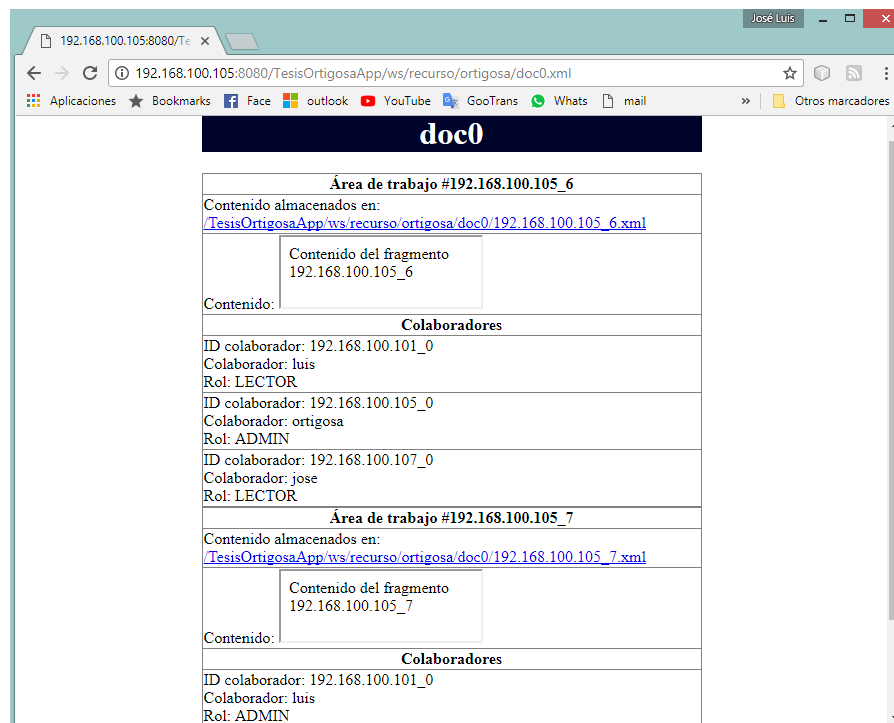 José Luis
192.168.100.105:8080/Te
192.168.100.105:8080/TesisOrtigosaApp/ws/recurso/ortigosa/doc0.xml
Aplicaciones Bookmarks Face outlook YouTube GooTrans Whats mail » Otros marcadores
doc0
Área de trabajo #192.168.100.105_6
Contenido almacenados en:
/TesisOrtigosaApp/ws/recurso/ortigosa/doc0/192.168.100.105_6.xml
Contenido del fragmento
192.168.100.105_6
Contenido:
Colaboradores
ID colaborador: 192.168.100.101_0
Colaborador: luis
Rol: LECTOR
ID colaborador: 192.168.100.105_0
Colaborador: ortigosa
Rol: ADMIN
ID colaborador: 192.168.100.107_0
Colaborador: jose
Rol: LECTOR
Área de trabajo #192.168.100.105_7
Contenido almacenados en:
/TesisOrtigosaApp/ws/recurso/ortigosa/doc0/192.168.100.105_7.xml
Contenido del fragmento
192.168.100.105_7
Contenido:
Colaboradores
ID colaborador: 192.168.100.101_0
Colaborador: luis
Rol: ADMIN